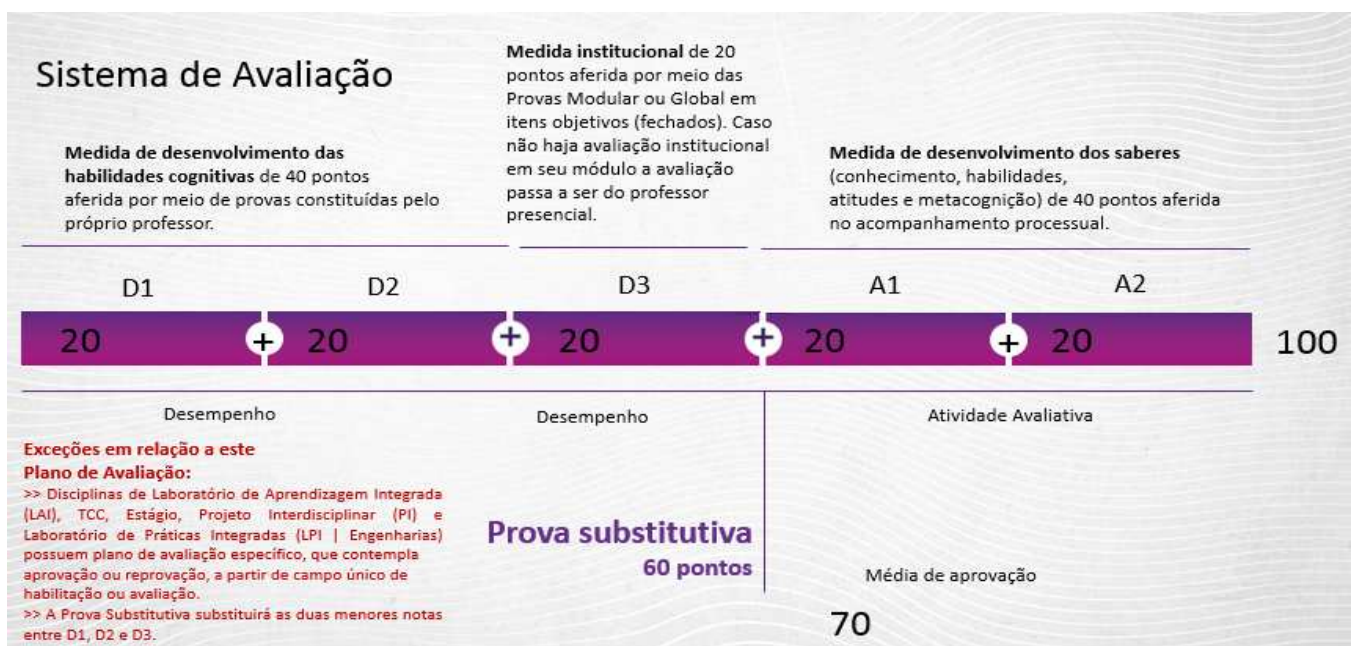 Sistema de Avaliação
Medida de desenvolvimento das
habilidades cognitivas de 40 pontos
aferida por meio de provas constituídas pelo
próprio professor.
Medida institucional de 20
pontos aferida por meio das
Provas Modular ou Global em
itens objetivos (fechados). Caso
não haja avaliação institucional
em seu módulo a avaliação
passa a ser do professor
presencial.
Medida de desenvolvimento dos saberes
(conhecimento, habilidades,
atitudes e metacognição) de 40 pontos aferida
no acompanhamento processual.
D1 D2 D3 A1 A2
20 + 20 + 20 + 20 + 20 100
Desempenho Desempenho Atividade Avaliativa
Exceções em relação a este
Plano de Avaliação:
>> Disciplinas de Laboratório de Aprendizagem Integrada
(LAI), TCC, Estágio, Projeto Interdisciplinar (PI) e
Laboratório de Práticas Integradas (LPI | Engenharias)
possuem plano de avaliação específico, que contempla
aprovação ou reprovação, a partir de campo único de
habilitação ou avaliação.
>> A Prova Substitutiva substituirá as duas menores notas
entre D1, D2 e D3.
Prova substitutiva
60 pontos
Média de aprovação
70